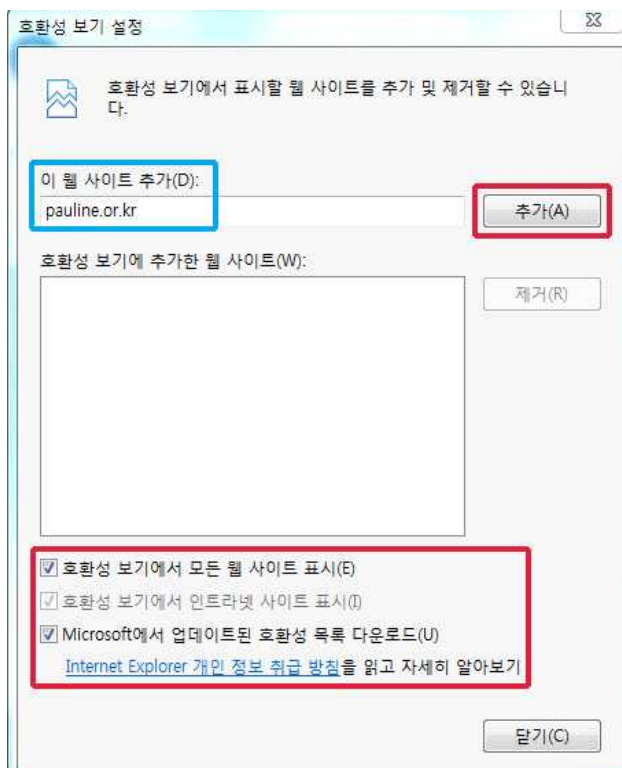 호환성 보기 설정
호환성 보기에서 표시할 웹 사이트를 추가 및 제거할 수 있습니
다.
이 웹 사이트 추가(D):
pauline.or.kr
추가(A)
호환성 보기에 추가한 웹 사이트(W):
제거(R)
호환성 보기에서 모든 웹 사이트 표시(E)
호환성 보기에서 인트라넷 사이트 표시(I)
Microsoft에서 업데이트된 호환성 목록 다운로드(U)
Internet Explorer 개인 정보 취급 방침을 읽고 자세히 알아보기
닫기(C)